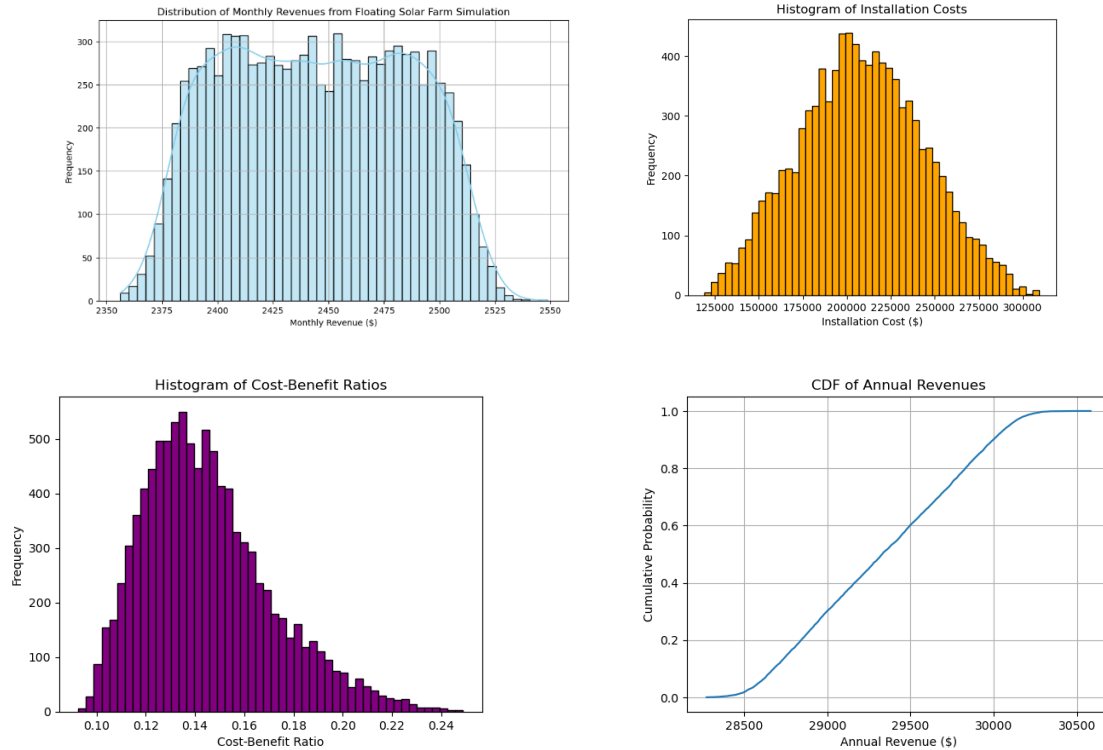 Distribution of Monthly Revenues from Floating Solar Farm Simulation
Frequency
300
250
200
150
100
50
0
2350 2375 2400 2425 2450 2475 2500 2525 2550
Monthly Revenue ($)
Histogram of Installation Costs
Frequency
400
300
200
100
0
125000 150000 175000 200000 225000 250000 275000 300000
Installation Cost ($)
Histogram of Cost-Benefit Ratios
Frequency
500
400
300
200
100
0
0.10 0.12 0.14 0.16 0.18 0.20 0.22 0.24
Cost-Benefit Ratio
CDF of Annual Revenues
Cumulative Probability
1.0
0.8
0.6
0.4
0.2
0.0
28500 29000 29500 30000 30500
Annual Revenue ($)